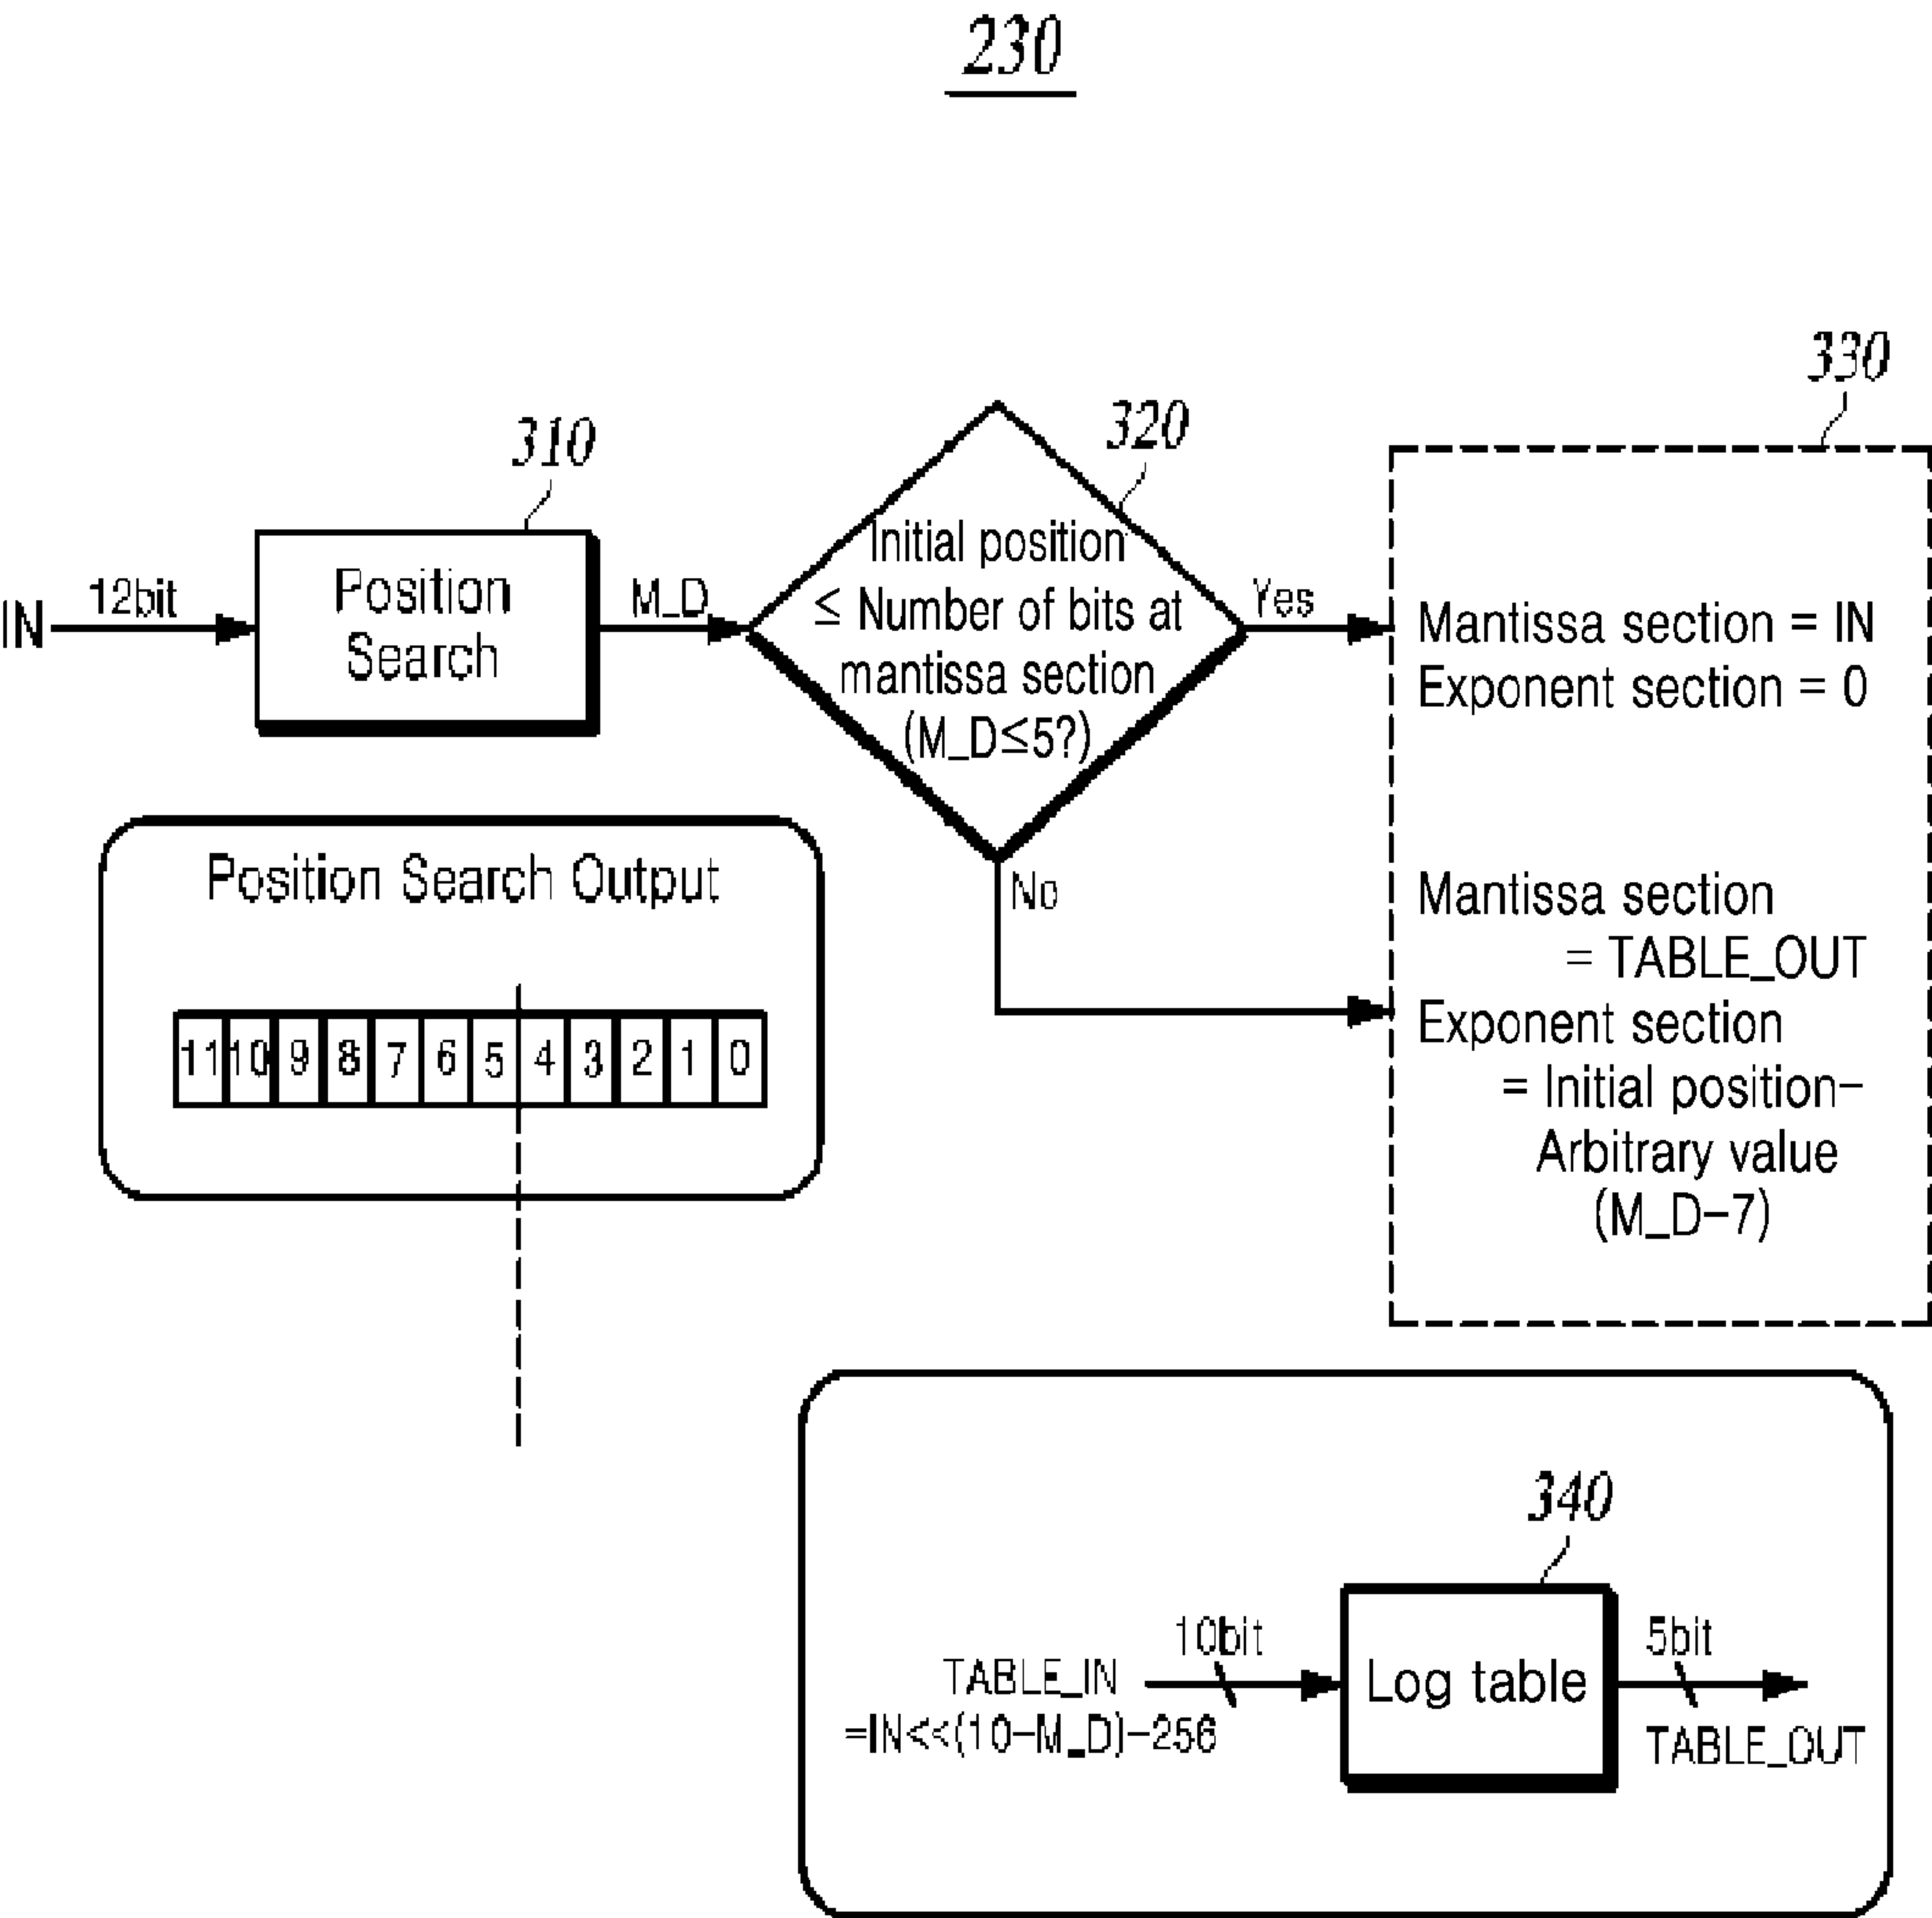 230
310
320
330
IN
12bit
Position
Search
M_D
Initial position
≤ Number of bits at
mantissa section
(M_D≤5?)
Yes
No
Mantissa section = IN
Exponent section = 0
Mantissa section
= TABLE_OUT
Exponent section
= Initial position-
Arbitrary value
(M_D-7)
Position Search Output
11 10 9 8 7 6 5 4 3 2 1 0
340
TABLE_IN
=IN<<(10-M_D)-256
10bit
Log table
5bit
TABLE_OUT